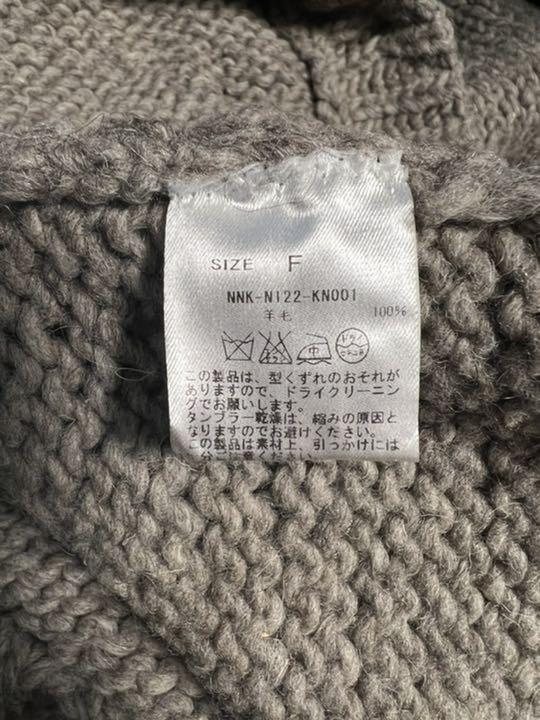 SIZE F
NNK-N122-KN001
羊毛 100%
中 ドライ
この製品は、型くずれのおそれが
ありますので、ドライクリーニン
グでお願いします。
タンブラー乾燥は、縮みの原因と
なりますのでお避けください。
この製品は素材上、引っかけには